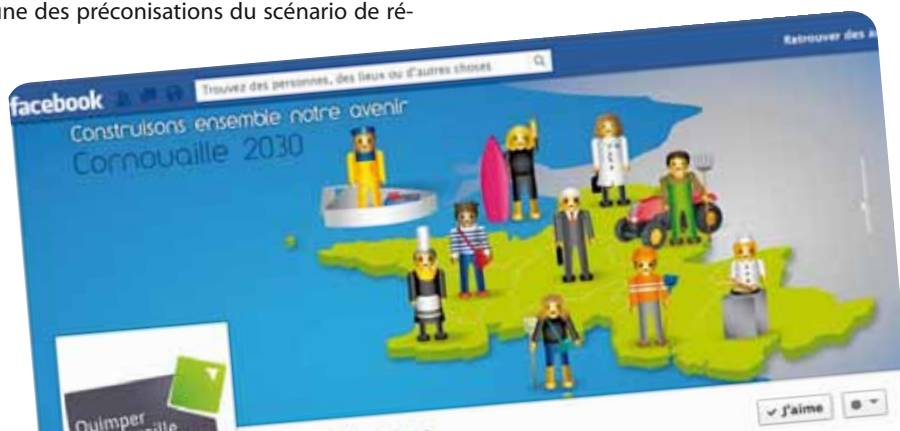 une des préconisations du scénario de ré-
Retrouver des
facebook
Trouvez des personnes, des lieux ou d'autres choses
Construisons ensemble notre avenir
Cornouaille 2030
Quimper
✓ J'aime